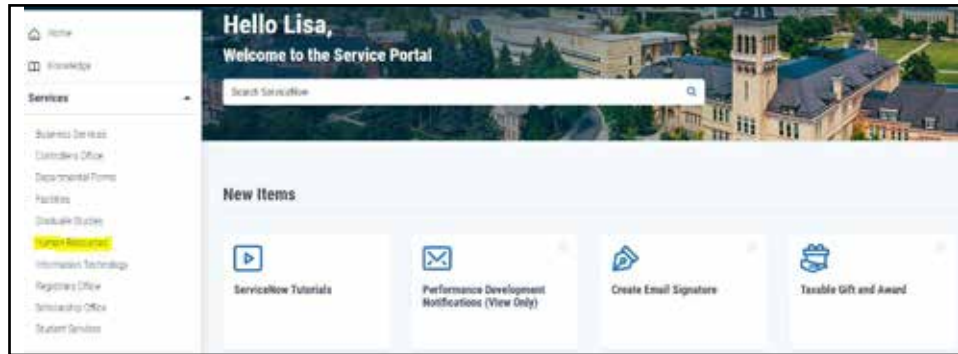 Home
Knowledge
Services
Business Services
Controllers Office
Departmental Forms
Facilities
Graduate Studies
Human Resources
Information Technology
Registrars Office
Scholarship Office
Student Services
Hello Lisa,
Welcome to the Service Portal
Search ServiceNow
New Items
ServiceNow Tutorials
Performance Development
Notifications (View Only)
Create Email Signature
Taxable Gift and Award